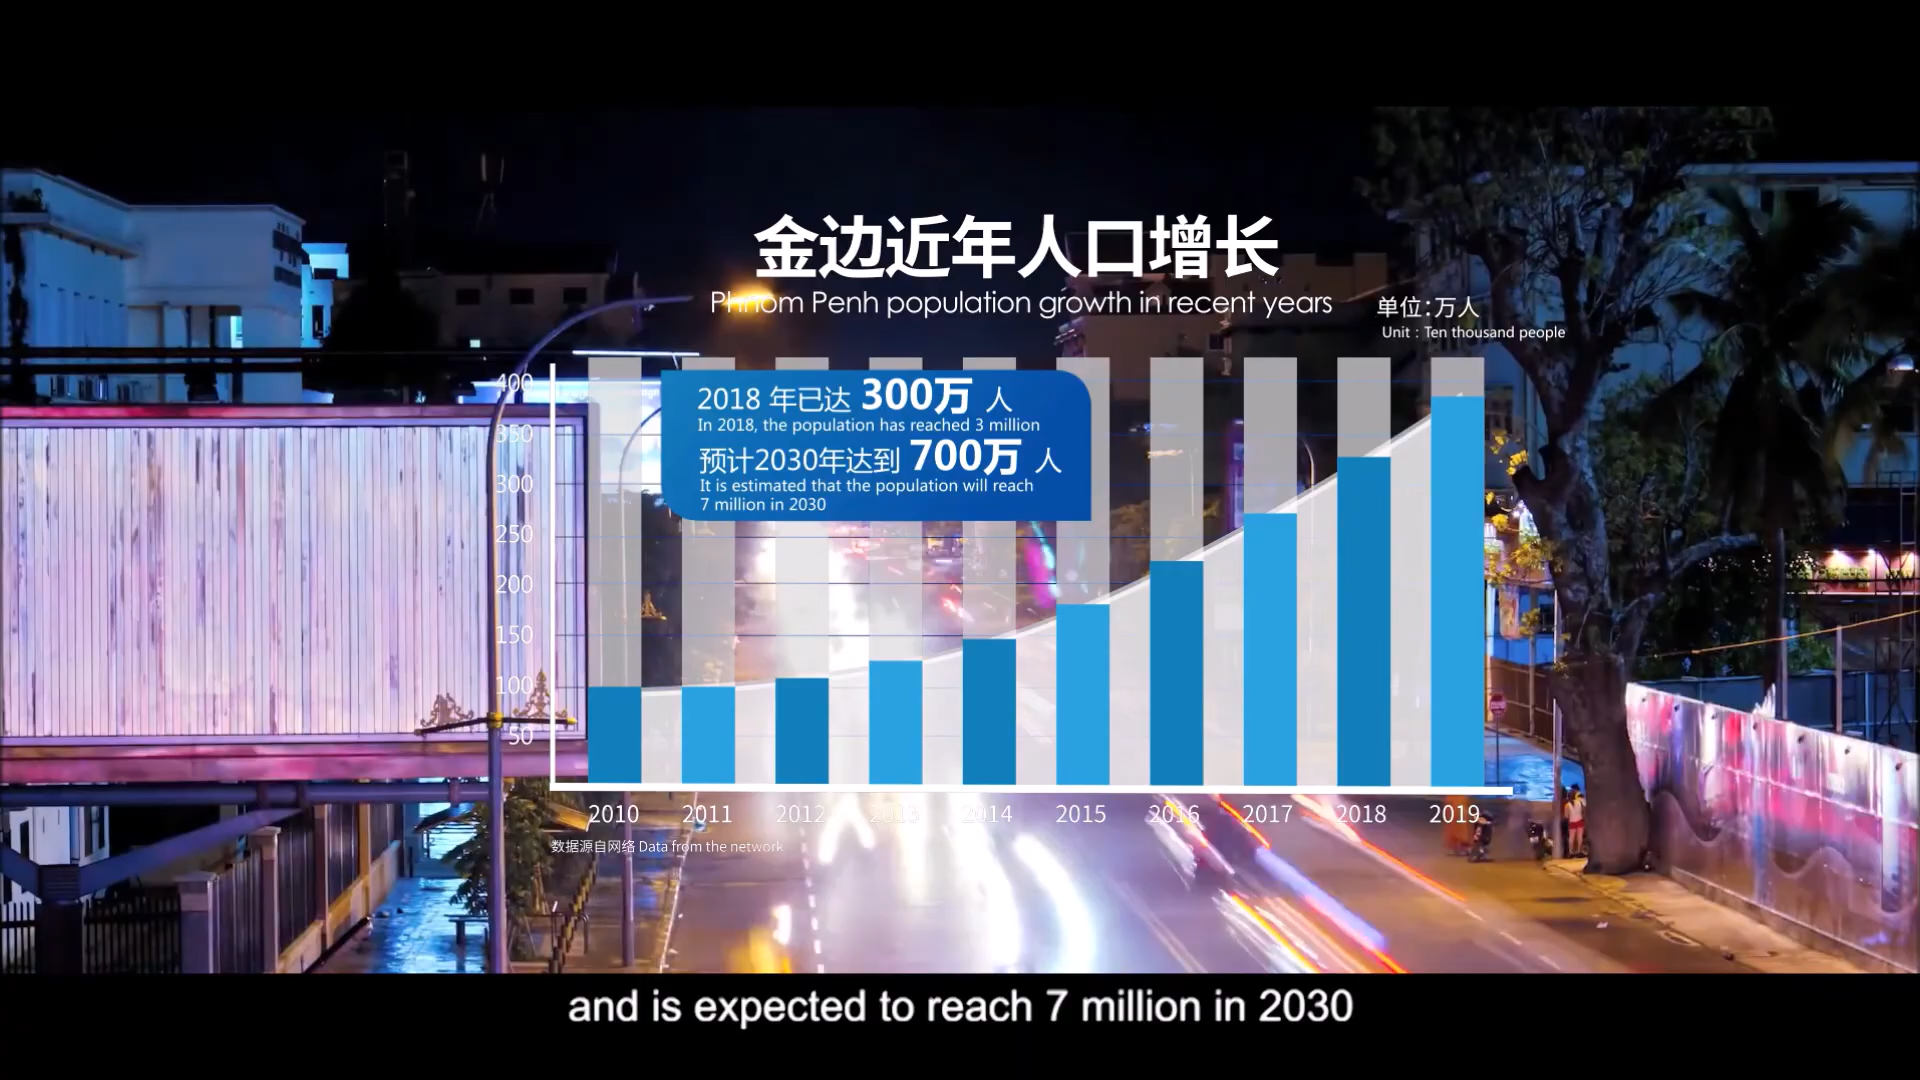 金边近年人口增长
Phnom Penh population growth in recent years
单位:万人
Unit : Ten thousand people
400
350
300
250
200
150
100
50
2018 年已达 300万 人
In 2018, the population has reached 3 million
预计2030年达到 700万 人
It is estimated that the population will reach
7 million in 2030
2010 2011 2012 2013 2014 2015 2016 2017 2018 2019
数据源自网络 Data from the network
and is expected to reach 7 million in 2030